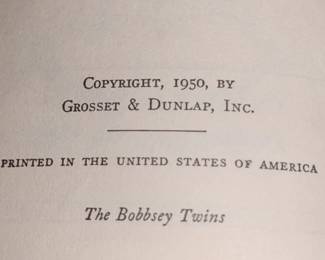 Copyright, 1950, by
Grosset & Dunlap, Inc.
PRINTED IN THE UNITED STATES OF AMERICA
The Bobbsey Twins